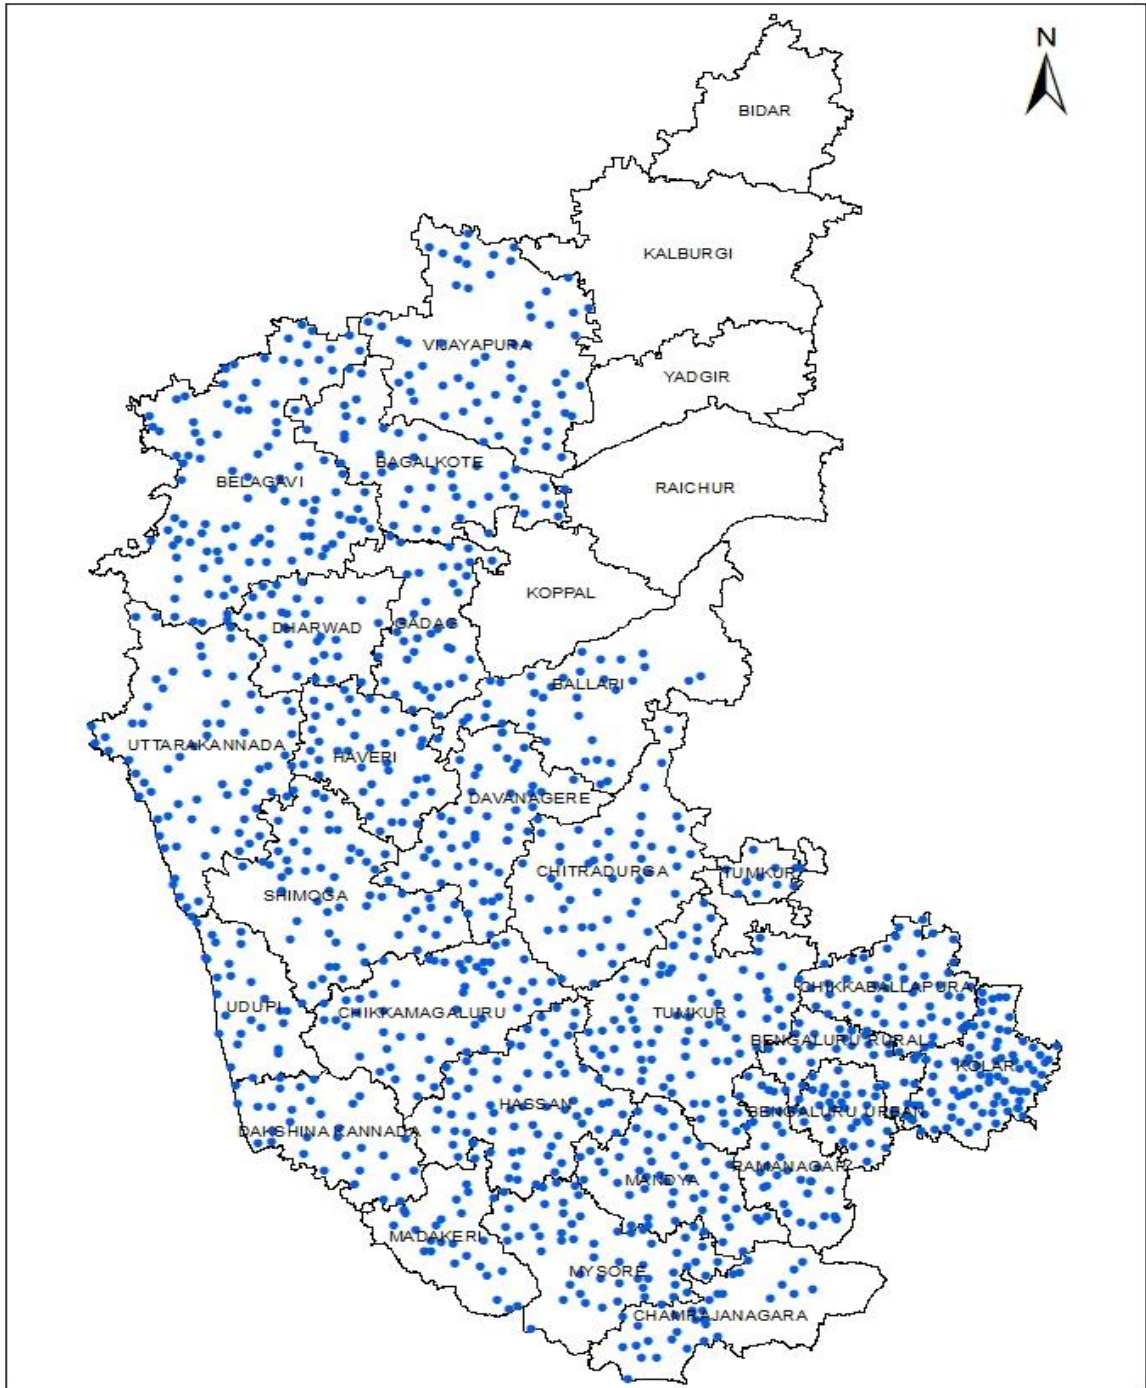 N
BIDAR
KALBURGI
VIJAYAPURA
YADGIR
BAGALKOTE
BELAGAVI
RAICHUR
KOPPAL
DHARWAD
GADAG
BALLARI
UTTARAKANNADA
HAVERI
DAVANAGERE
CHITRADURGA
TUMKUR
SHIMOGA
CHIKKABALLAPURA
UDUPI
CHIKKAMAGALURU
TUMKUR
BENGALURU RURAL
KOLAR
HASSAN
BENGALURU URBAN
DAKSHINA KANNADA
RAMANAGAR
MANDYA
MADAKERI
MYSORE
CHAMRAJANAGARA